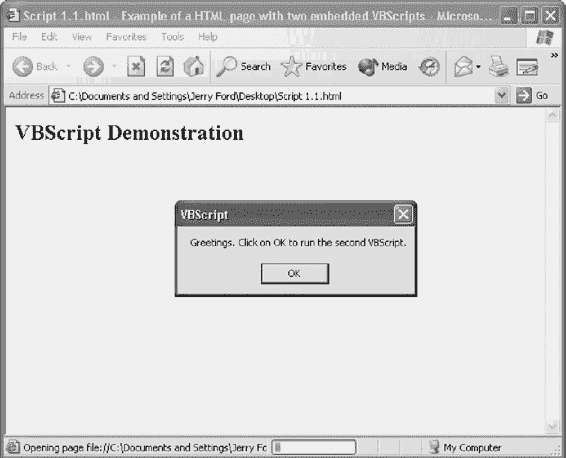 Script 1.1.html - Example of a HTML page with two embedded VBScripts - Microso...
File Edit View Favorites Tools Help
Back Search Favorites Media
Address C:\Documents and Settings\Jerry Ford\Desktop\Script 1.1.html Go
VBScript Demonstration
VBScript
Greetings. Click on OK to run the second VBScript.
OK
Opening page file://C:\Documents and Settings\Jerry Fc My Computer